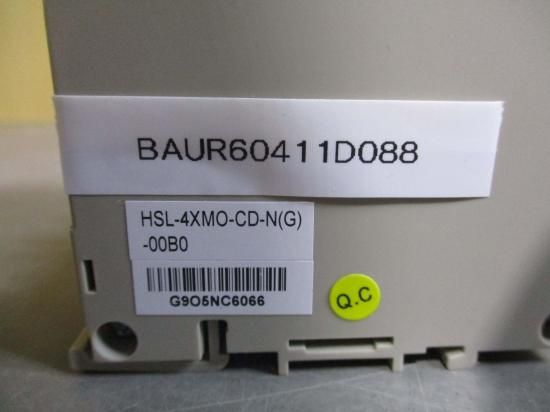 BAUR60411D088
HSL-4XMO-CD-N(G)
-00B0
G9O5NC6066
Q.C